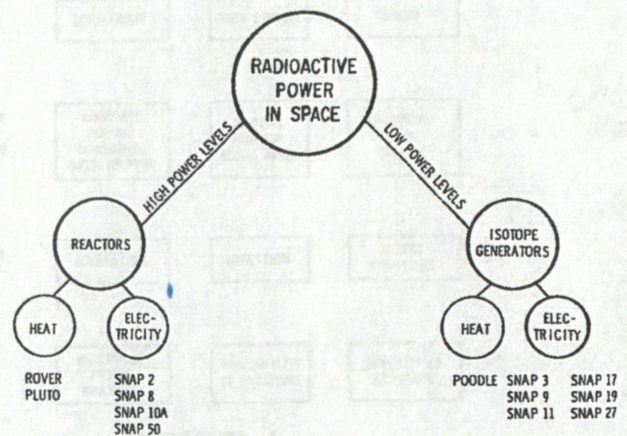 RADIOACTIVE
POWER
IN SPACE
HIGH POWER LEVELS
LOW POWER LEVELS
REACTORS
ISOTOPE
GENERATORS
HEAT
ELEC-
TRICITY
HEAT
ELEC-
TRICITY
ROVER
PLUTO
SNAP 2
SNAP 8
SNAP 10A
SNAP 50
POODLE
SNAP 3
SNAP 9
SNAP 11
SNAP 17
SNAP 19
SNAP 27